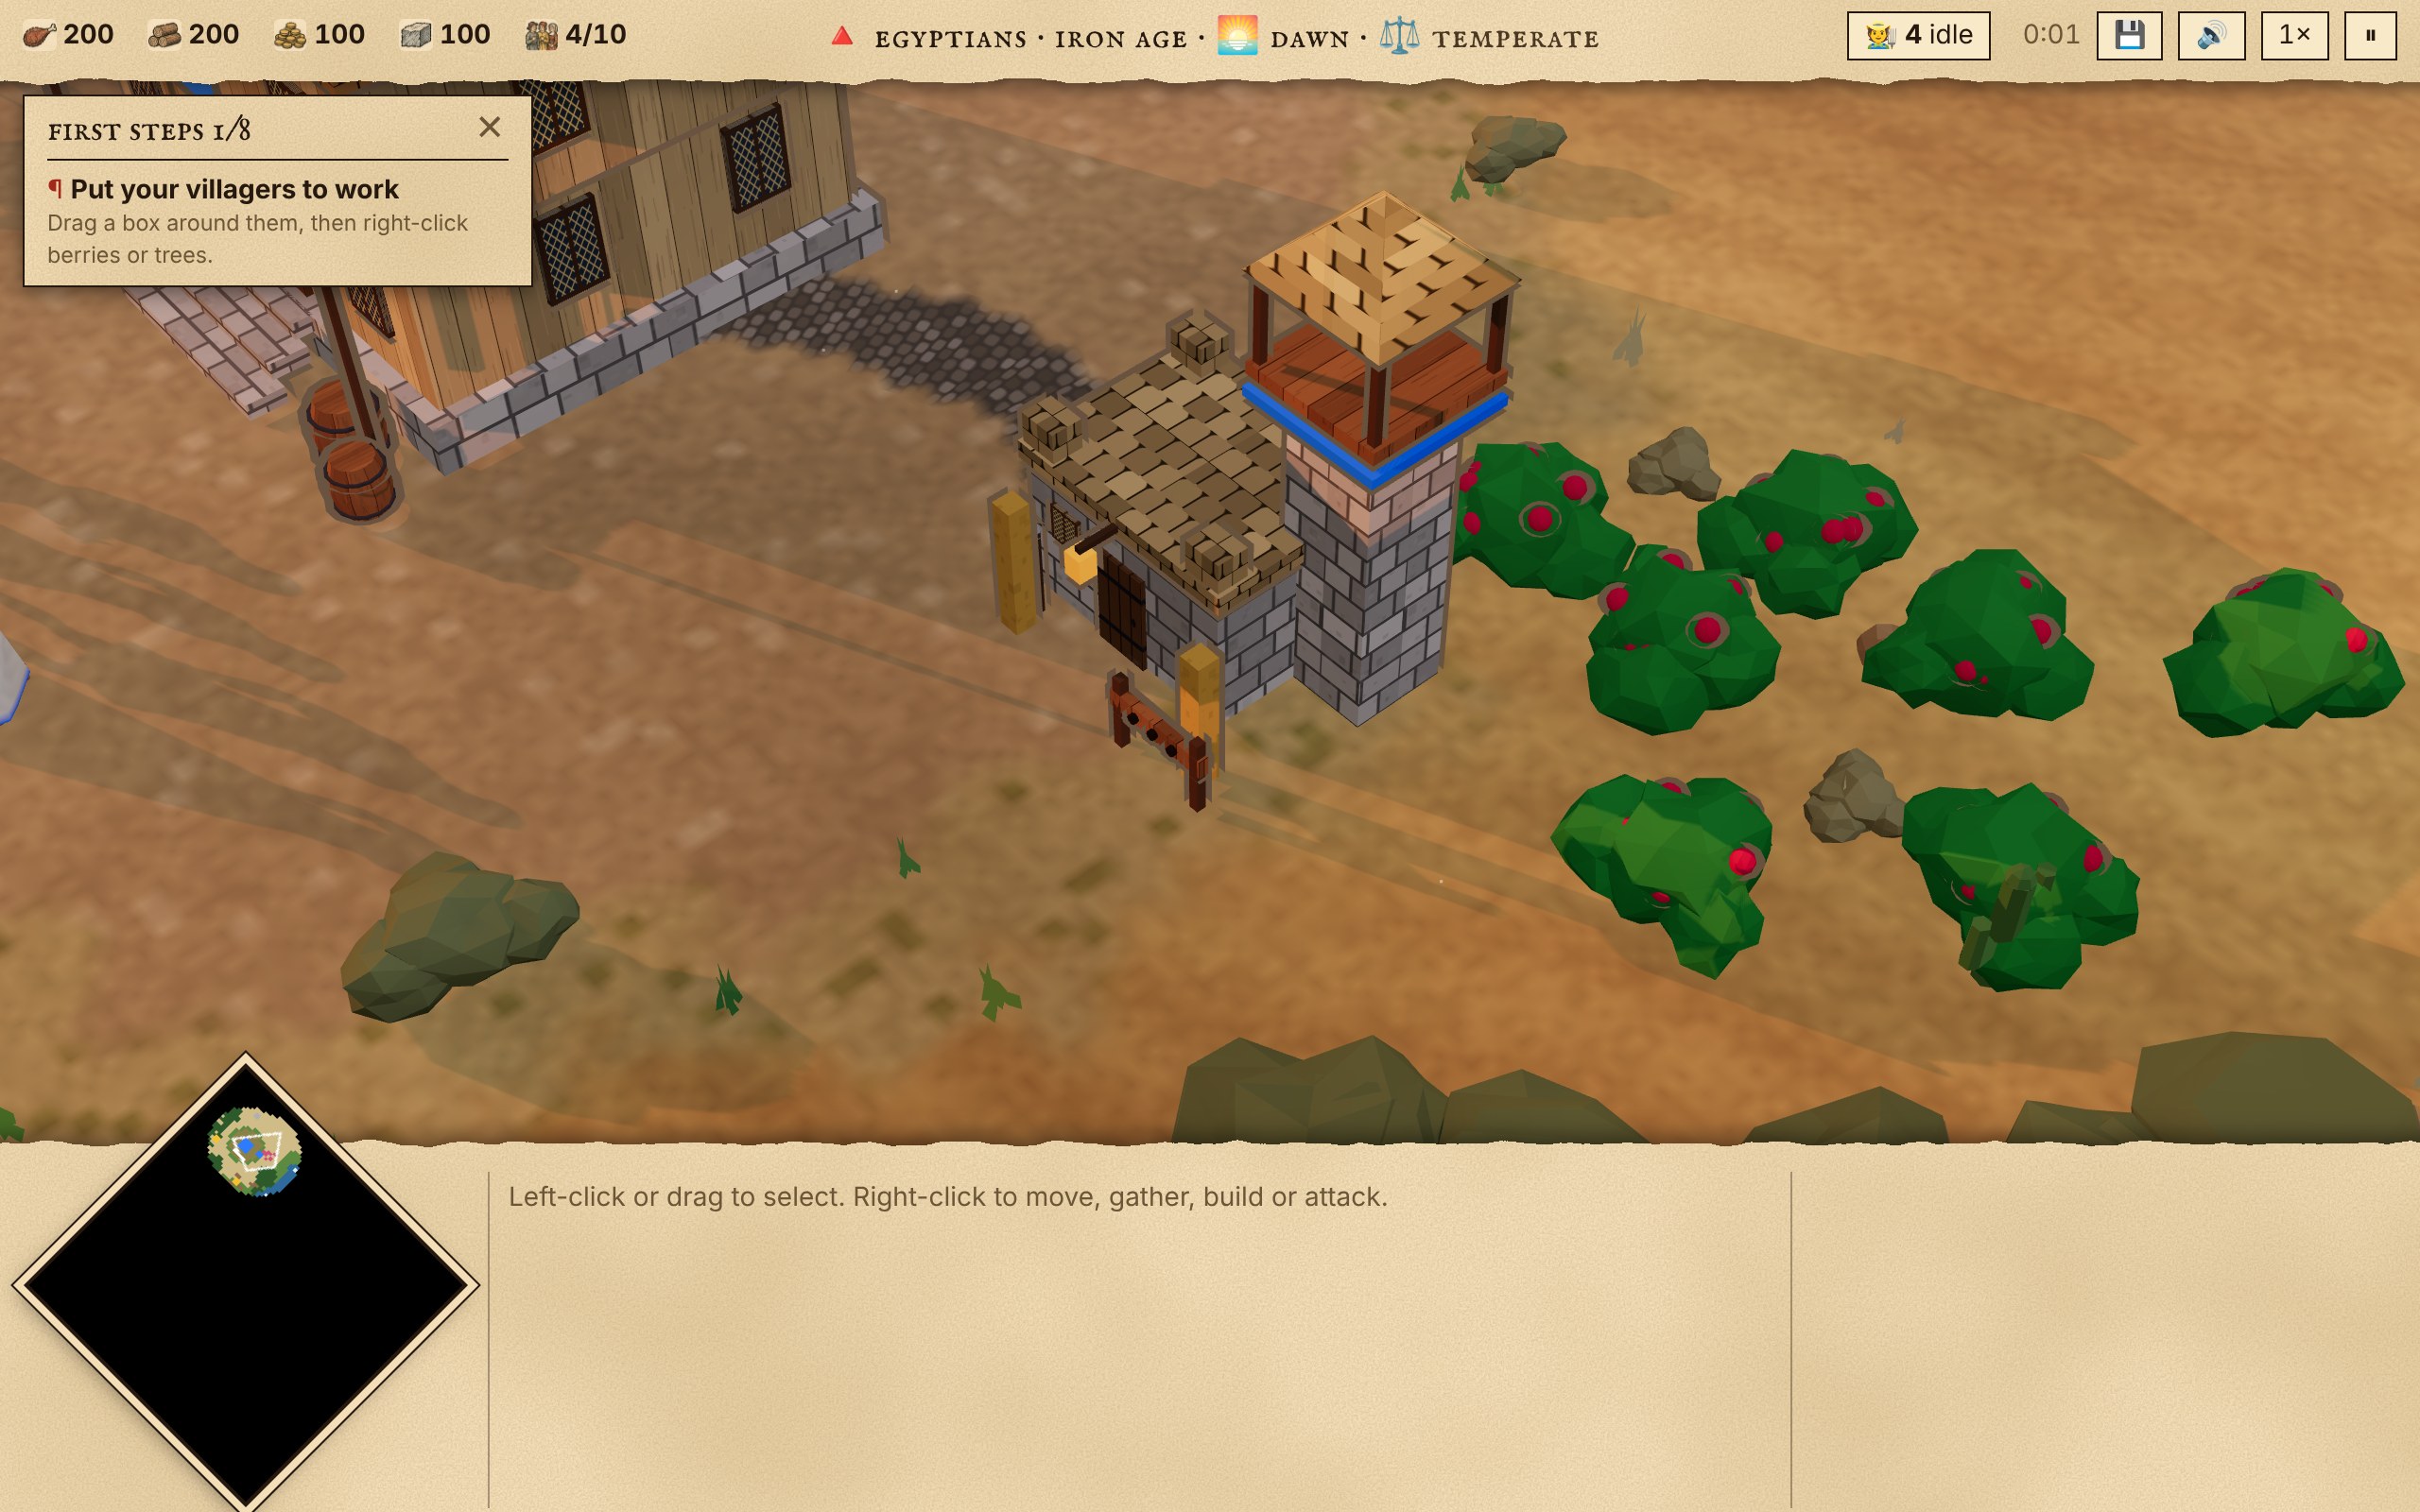 200 200 100 100 4/10
EGYPTIANS · IRON AGE · DAWN · TEMPERATE
4 idle 0:01 1×
FIRST STEPS 1/8
¶ Put your villagers to work
Drag a box around them, then right-click
berries or trees.
Left-click or drag to select. Right-click to move, gather, build or attack.